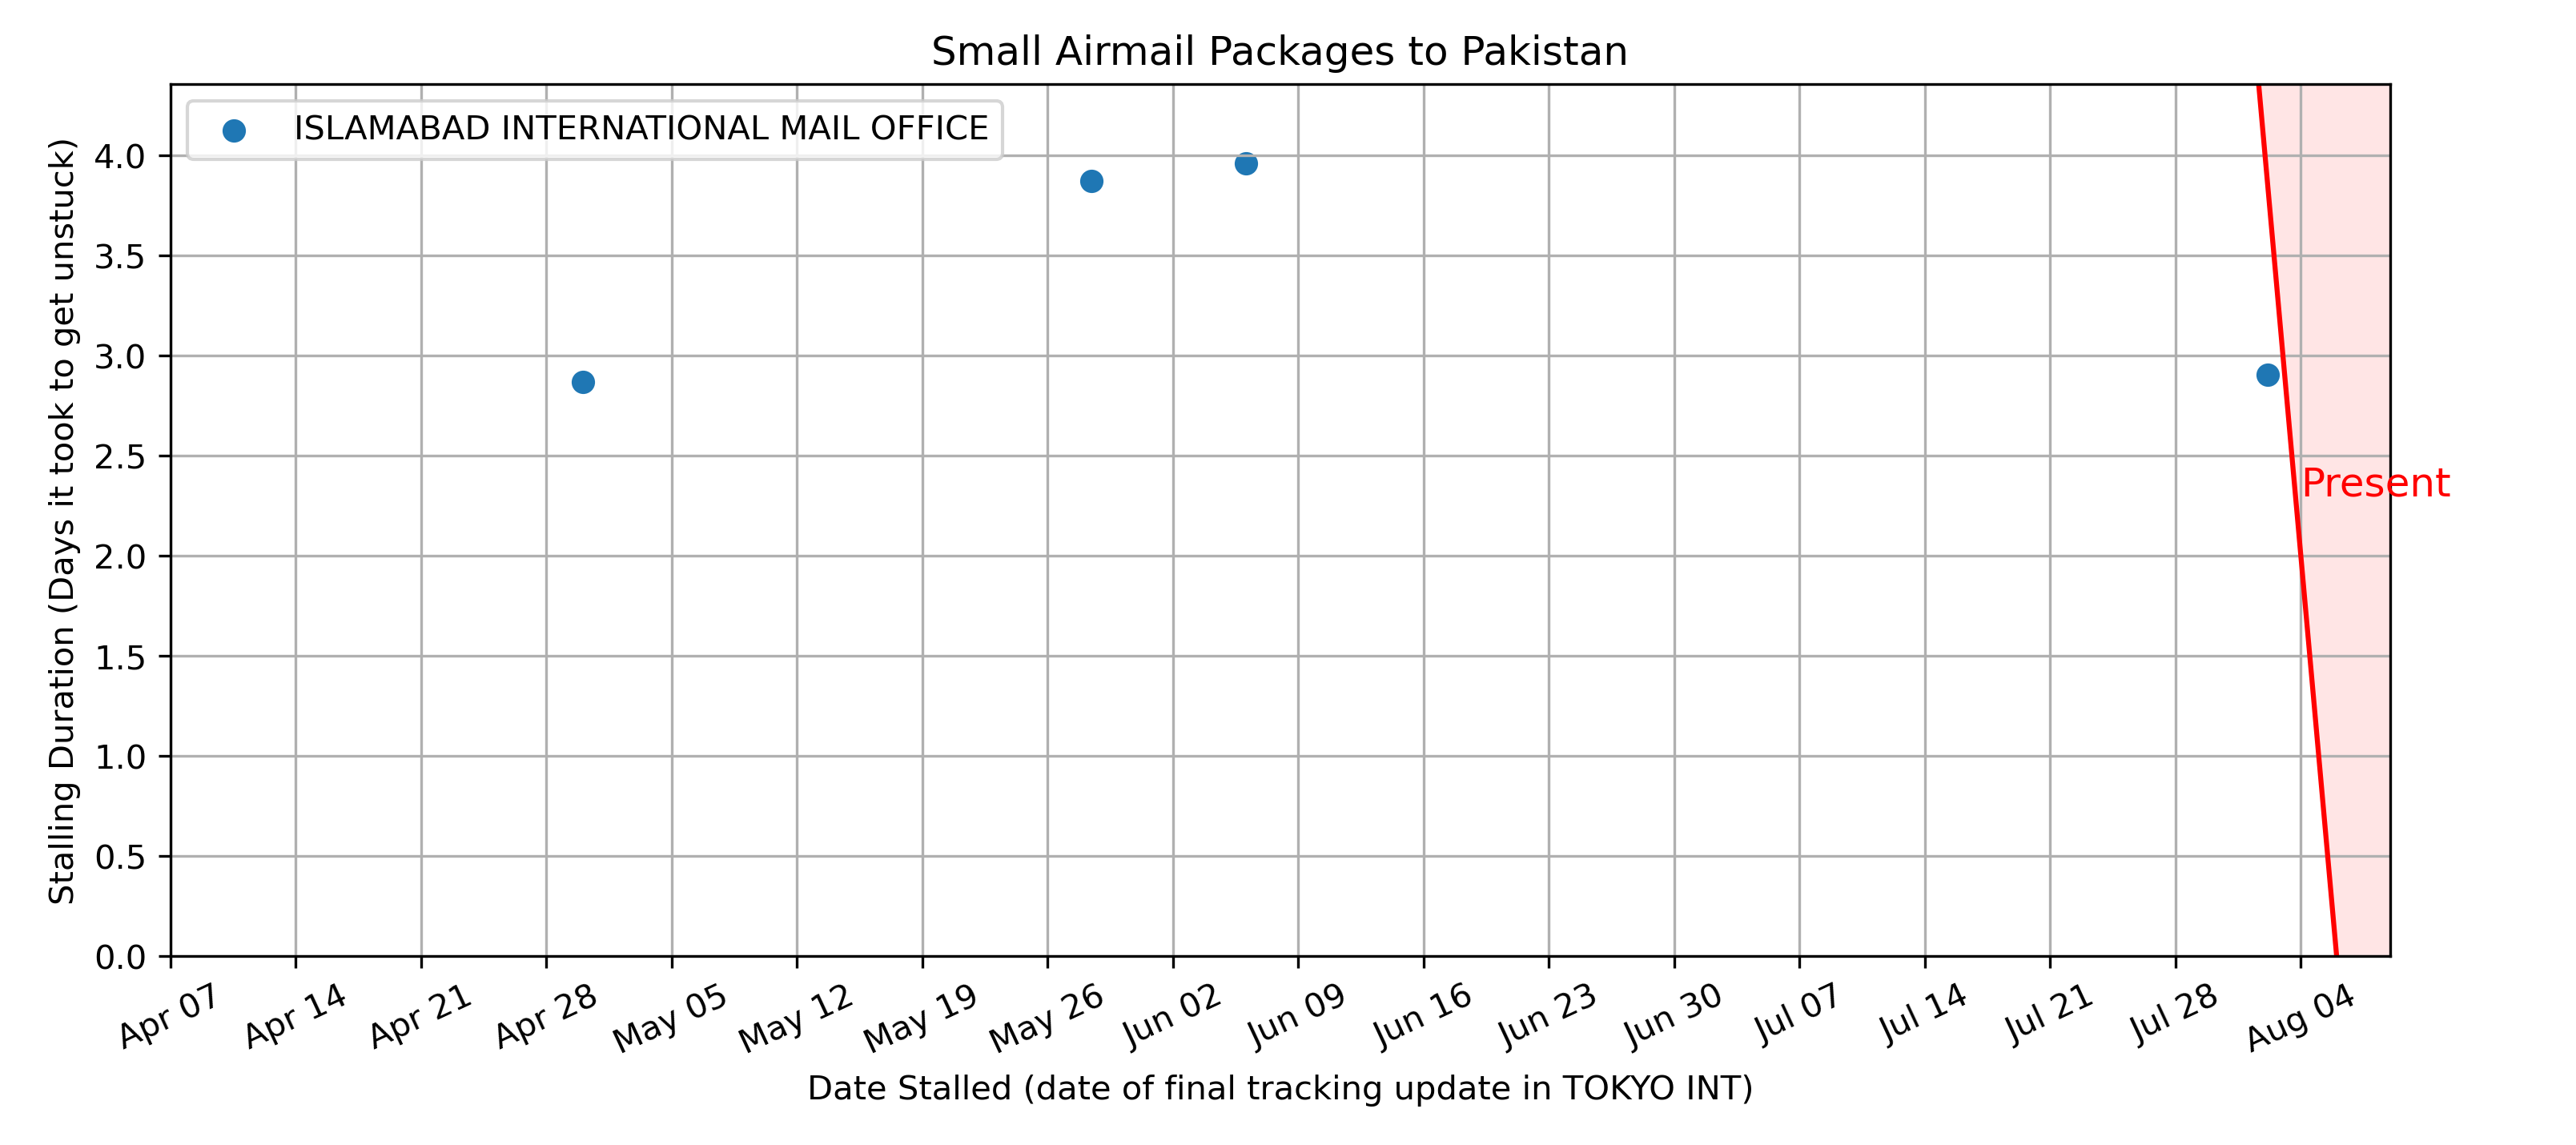 Small Airmail Packages to Pakistan
ISLAMABAD INTERNATIONAL MAIL OFFICE
Stalling Duration (Days it took to get unstuck)
4.0
3.5
3.0
2.5
2.0
1.5
1.0
0.5
0.0
Present
Apr 07 Apr 14 Apr 21 Apr 28 May 05 May 12 May 19 May 26 Jun 02 Jun 09 Jun 16 Jun 23 Jun 30 Jul 07 Jul 14 Jul 21 Jul 28 Aug 04
Date Stalled (date of final tracking update in TOKYO INT)